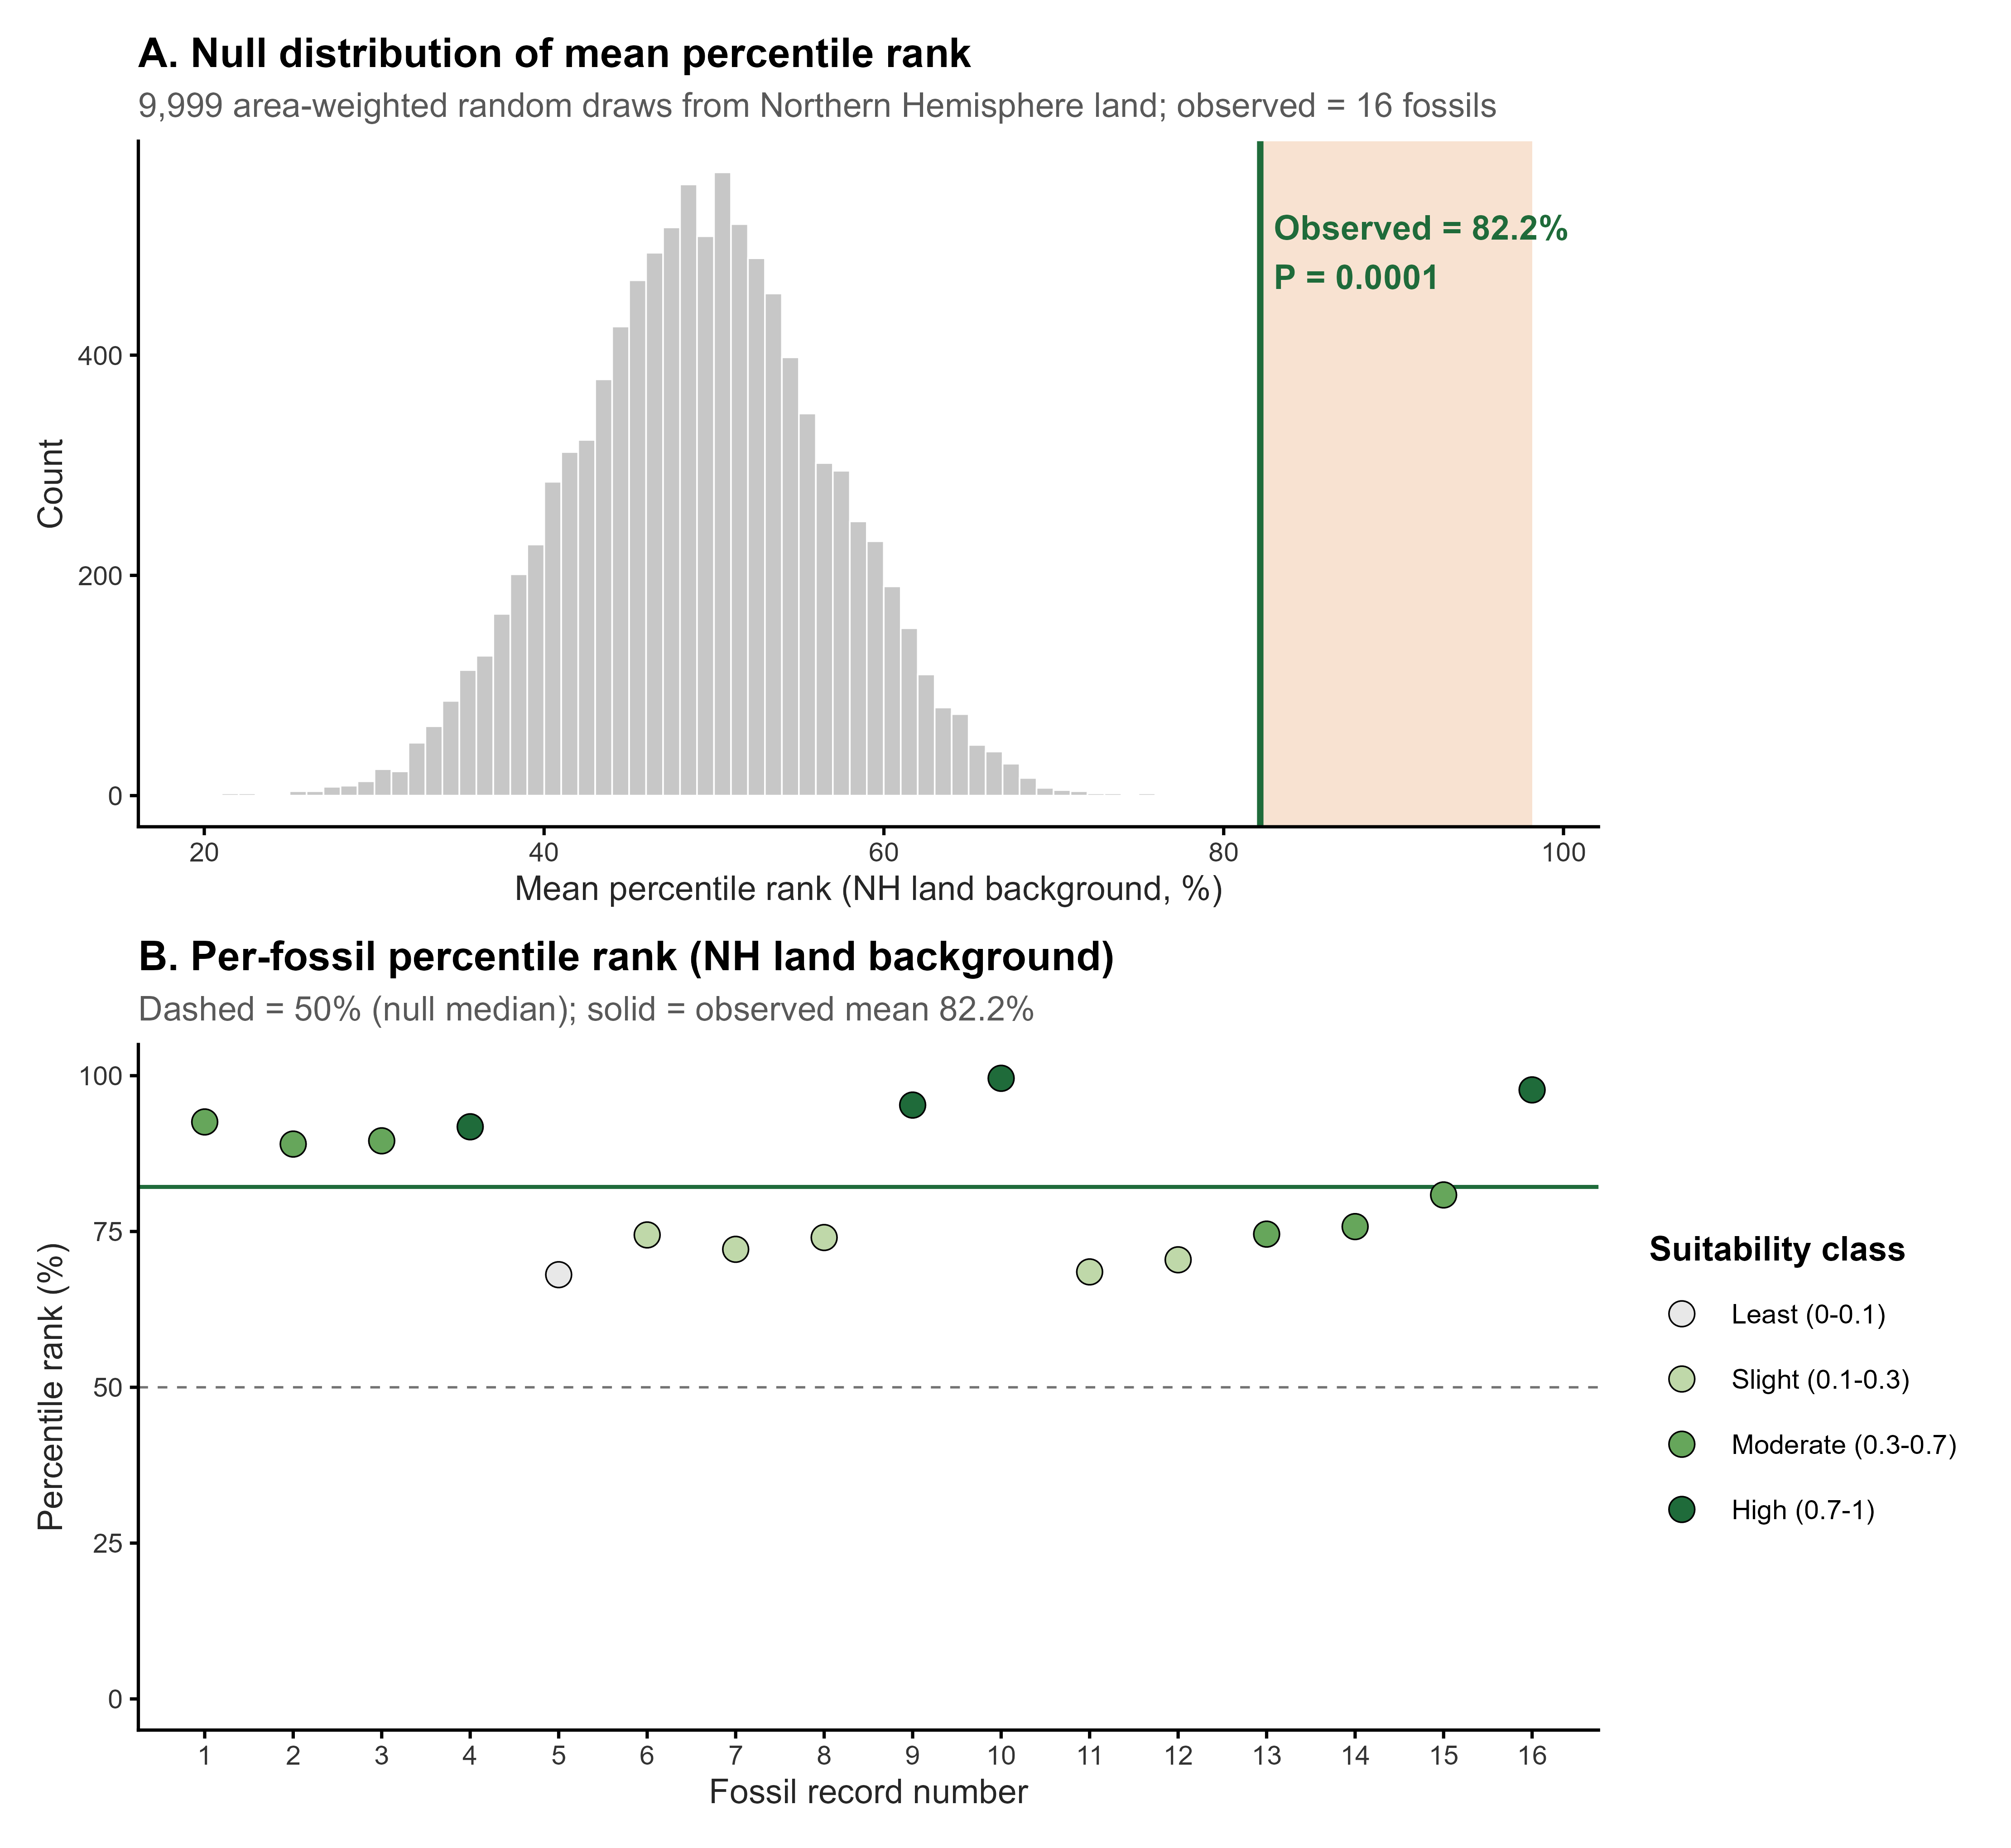 A. Null distribution of mean percentile rank
9,999 area-weighted random draws from Northern Hemisphere land; observed = 16 fossils
Observed = 82.2%
P = 0.0001
Count
400
200
0
20 40 60 80 100
Mean percentile rank (NH land background, %)
B. Per-fossil percentile rank (NH land background)
Dashed = 50% (null median); solid = observed mean 82.2%
Percentile rank (%)
100
75
50
25
0
1 2 3 4 5 6 7 8 9 10 11 12 13 14 15 16
Fossil record number
Suitability class
Least (0-0.1)
Slight (0.1-0.3)
Moderate (0.3-0.7)
High (0.7-1)